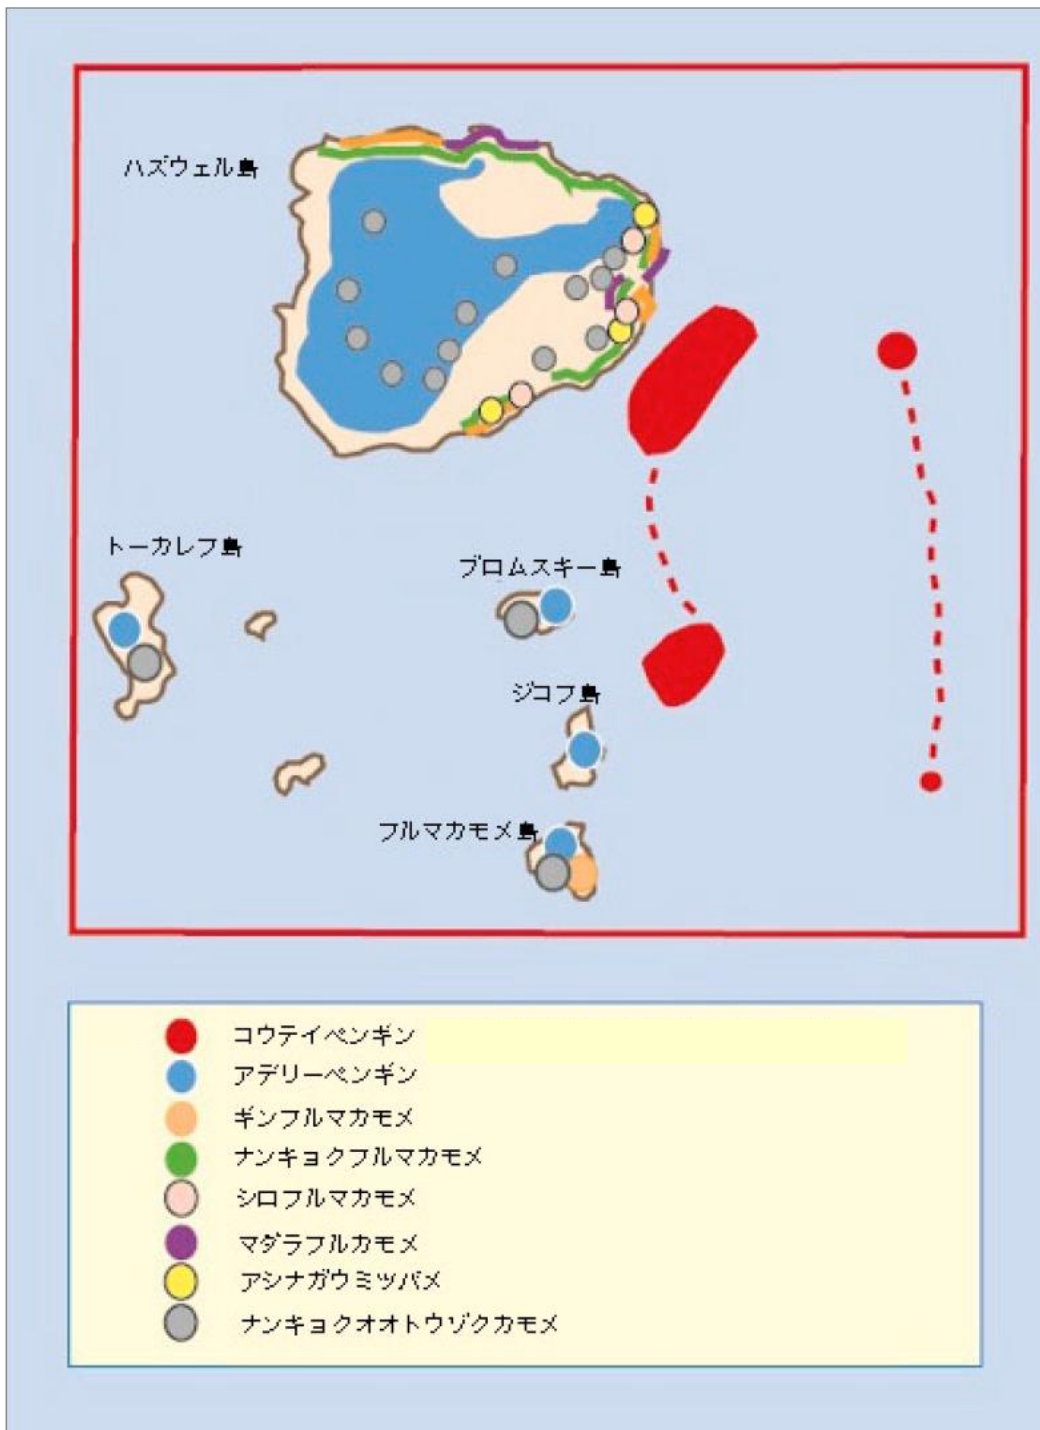 ハズウェル島
トーカレフ島
ブロムスキー島
ジコフ島
フルマカモメ島
コウテイペンギン
アデリーペンギン
ギンフルマカモメ
ナンキョクフルマカモメ
シロフルマカモメ
マダラフルカモメ
アシナガウミツバメ
ナンキョクオオトウゾクカモメ